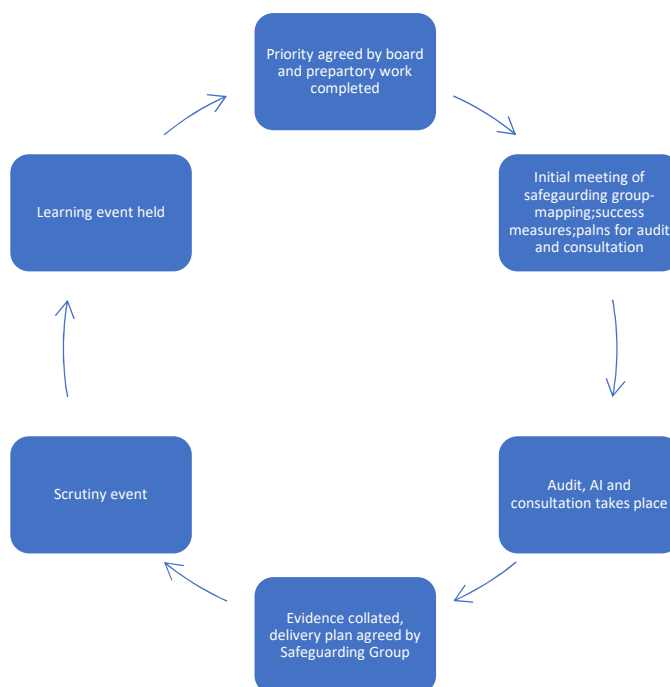 Priority agreed by board
and prepartory work
completed
Initial meeting of
safegaurding group-
mapping;success
measures;palns for audit
and consultation
Audit, AI and
consultation takes place
Evidence collated,
delivery plan agreed by
Safeguarding Group
Scrutiny event
Learning event held